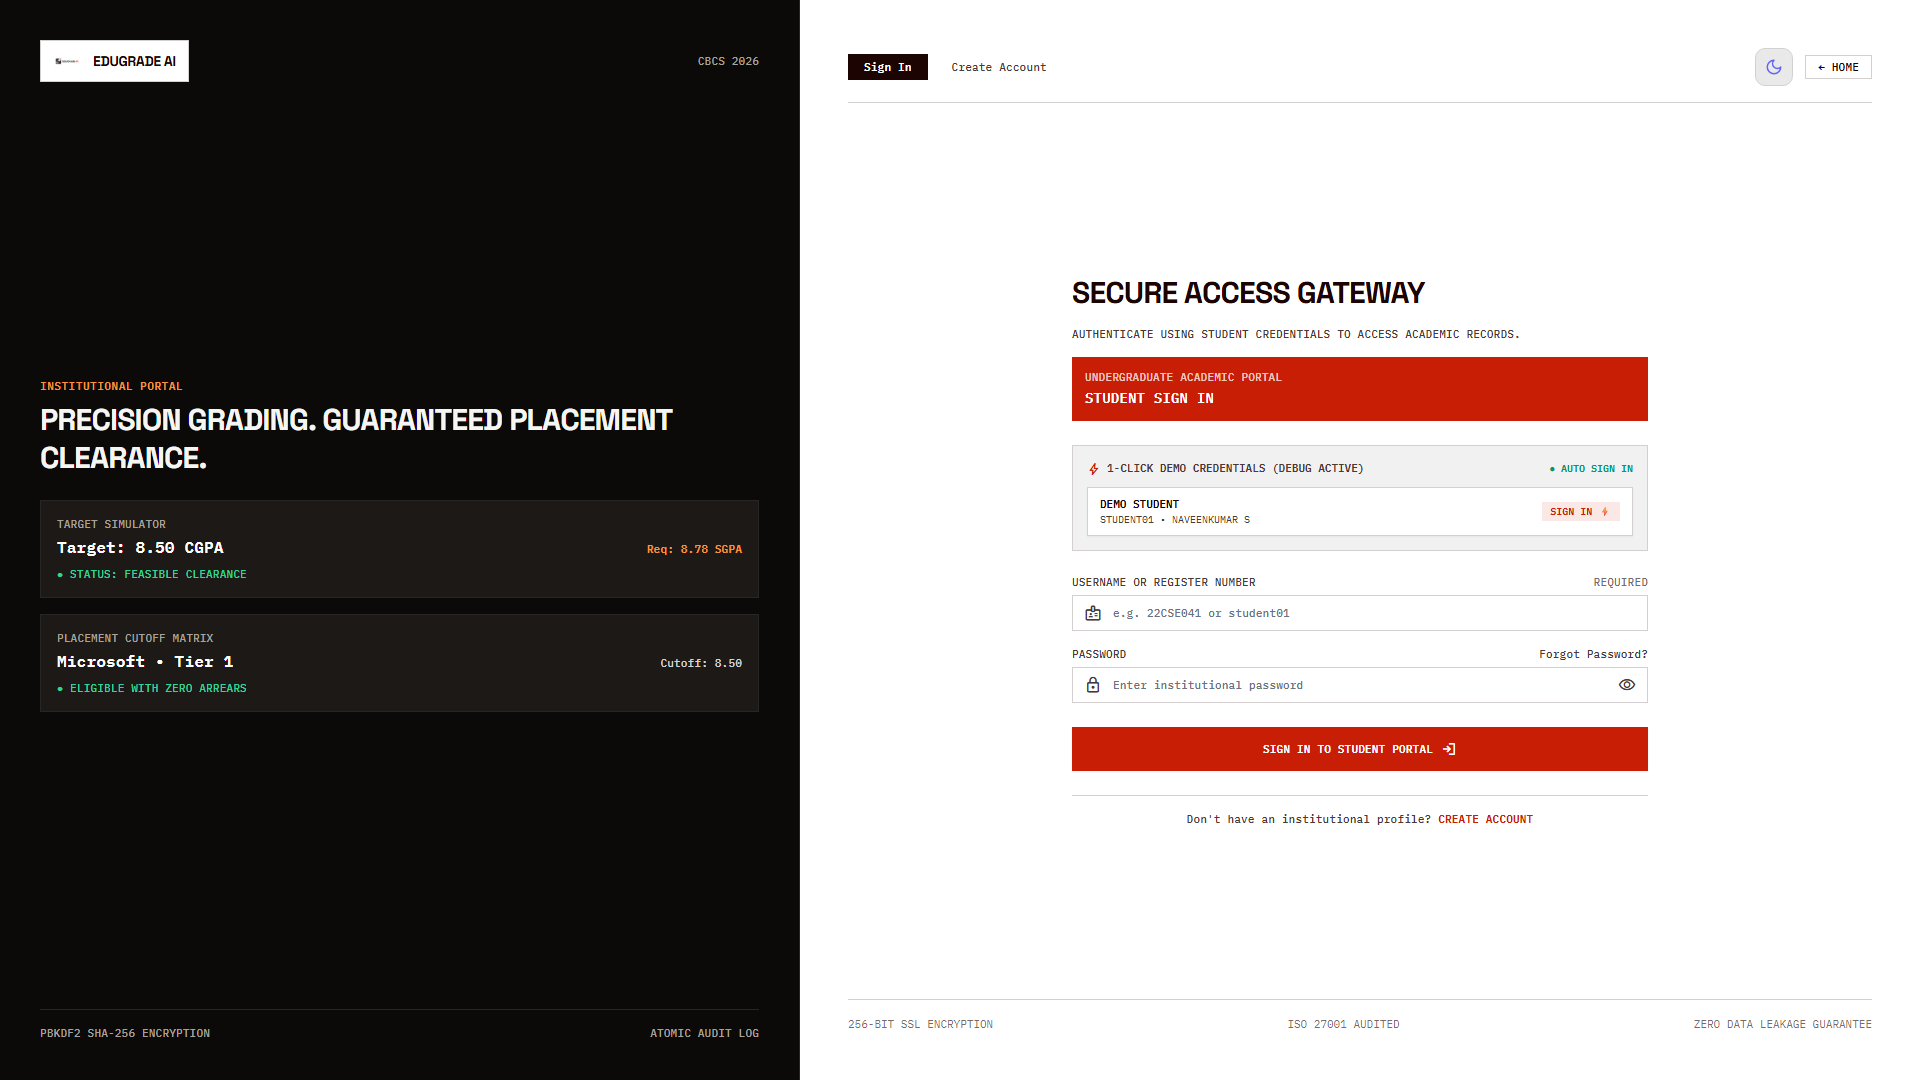 EDUGRADE AI
CBCS 2026
INSTITUTIONAL PORTAL
PRECISION GRADING. GUARANTEED PLACEMENT
CLEARANCE.
TARGET SIMULATOR
Target: 8.50 CGPA
Req: 8.78 SGPA
● STATUS: FEASIBLE CLEARANCE
PLACEMENT CUTOFF MATRIX
Microsoft • Tier 1
Cutoff: 8.50
● ELIGIBLE WITH ZERO ARREARS
PBKDF2 SHA-256 ENCRYPTION
ATOMIC AUDIT LOG
Sign In
Create Account
← HOME
SECURE ACCESS GATEWAY
AUTHENTICATE USING STUDENT CREDENTIALS TO ACCESS ACADEMIC RECORDS.
UNDERGRADUATE ACADEMIC PORTAL
STUDENT SIGN IN
1-CLICK DEMO CREDENTIALS (DEBUG ACTIVE)
● AUTO SIGN IN
DEMO STUDENT
STUDENT01 • NAVEENKUMAR S
SIGN IN
USERNAME OR REGISTER NUMBER
REQUIRED
e.g. 22CSE041 or student01
PASSWORD
Forgot Password?
Enter institutional password
SIGN IN TO STUDENT PORTAL
Don't have an institutional profile? CREATE ACCOUNT
256-BIT SSL ENCRYPTION
ISO 27001 AUDITED
ZERO DATA LEAKAGE GUARANTEE